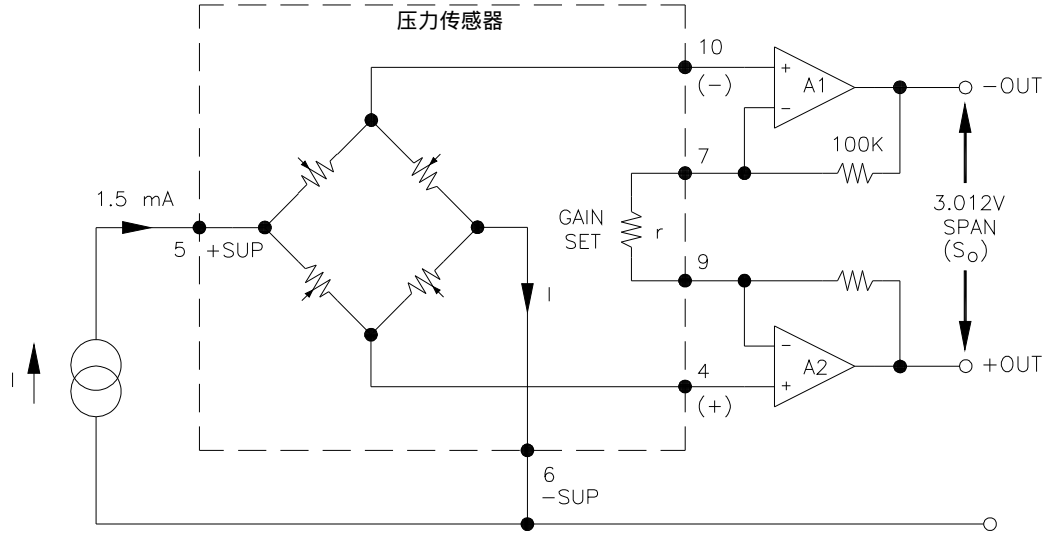 压力传感器
10
(-)
A1
-OUT
100K
7
1.5 mA
GAIN
SET
r
3.012V
SPAN
(So)
5
+SUP
9
I
I
A2
+OUT
4
(+)
6
-SUP
+
-
-
+